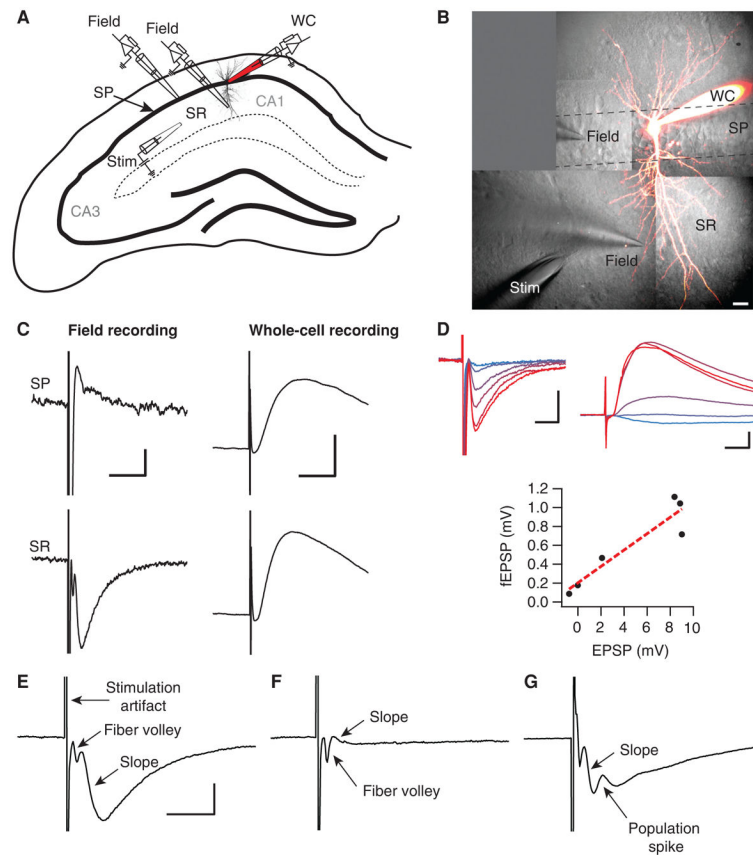 A
Field
Field
WC
SP
SR
CA1
Stim
CA3
B
WC
Field
SP
SR
Field
Stim
C
Field recording
Whole-cell recording
SP
SR
D
1.2
1.0
0.8
0.6
0.4
0.2
0.0
fEPSP (mV)
0 2 4 6 8 10
EPSP (mV)
E
Stimulation
artifact
Fiber volley
Slope
F
Slope
Fiber volley
G
Slope
Population
spike